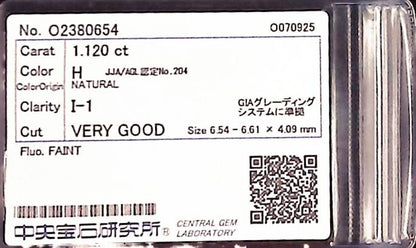 No. O2380654 O070925
Carat 1.120 ct
Color H JJA/AGL認定No.204
ColorOrigin NATURAL
Clarity I-1 GIAグレーディング
システムに準拠
Cut VERY GOOD Size 6.54 - 6.61 × 4.09 mm
Fluo. FAINT
中央宝石研究所® CENTRAL GEM
LABORATORY